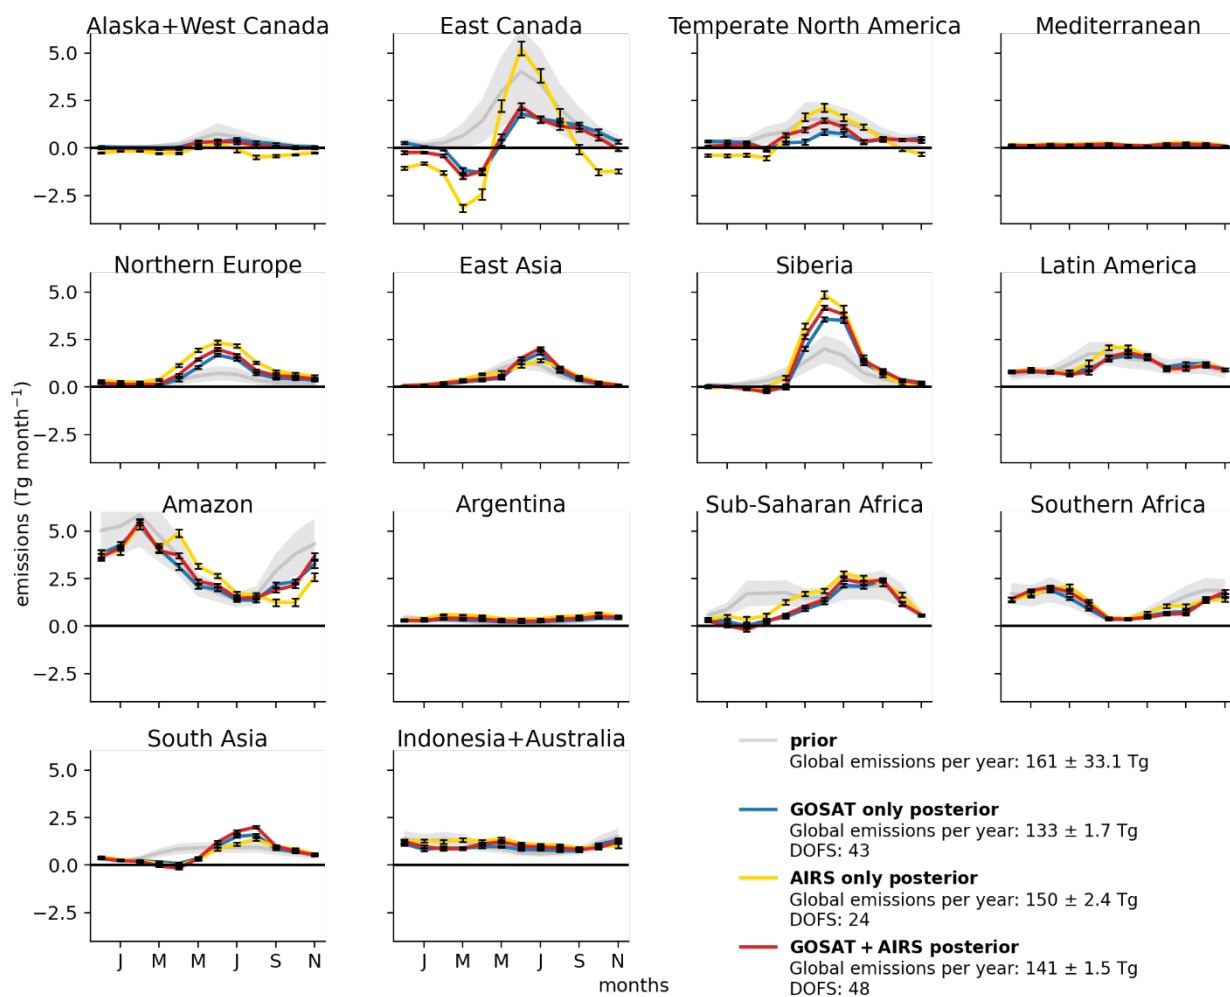 Alaska+West Canada
East Canada
Temperate North America
Mediterranean
5.0
2.5
0.0
−2.5
Northern Europe
East Asia
Siberia
Latin America
5.0
2.5
0.0
−2.5
Amazon
Argentina
Sub-Saharan Africa
Southern Africa
5.0
2.5
0.0
−2.5
emissions (Tg month⁻¹)
South Asia
Indonesia+Australia
5.0
2.5
0.0
−2.5
J M M J S N
J M M J S N
months
prior
Global emissions per year: 161 ± 33.1 Tg
GOSAT only posterior
Global emissions per year: 133 ± 1.7 Tg
DOFS: 43
AIRS only posterior
Global emissions per year: 150 ± 2.4 Tg
DOFS: 24
GOSAT + AIRS posterior
Global emissions per year: 141 ± 1.5 Tg
DOFS: 48